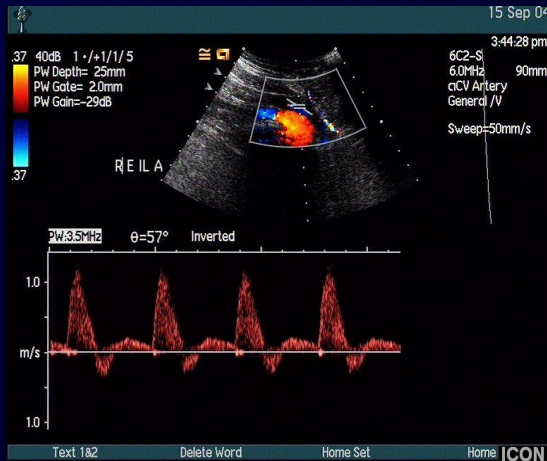 15 Sep 04
3:44:28 pm
.37
40dB 1 •/+1/1/ 5
PW Depth= 25mm
PW Gate= 2.0mm
PW Gain=-29dB
.37
6C2-S
6.0MHz 90mm
General /V
Sweep=50mm/s
R E IL A
PW:3.5MHz θ=57° Inverted
1.0
m/s
1.0
Text 1&2 Delete Word Home Set Home ICON